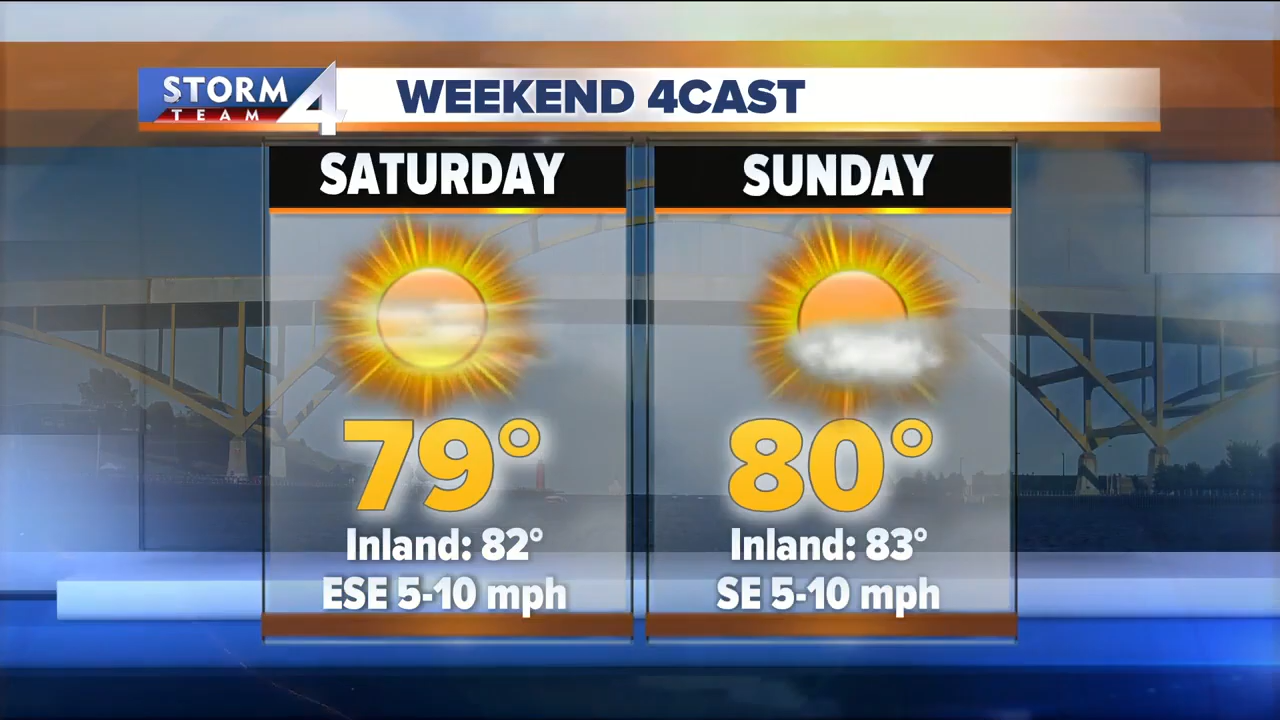 STORM
TEAM 4
WEEKEND 4CAST
SATURDAY
79°
Inland: 82°
ESE 5-10 mph
SUNDAY
80°
Inland: 83°
SE 5-10 mph